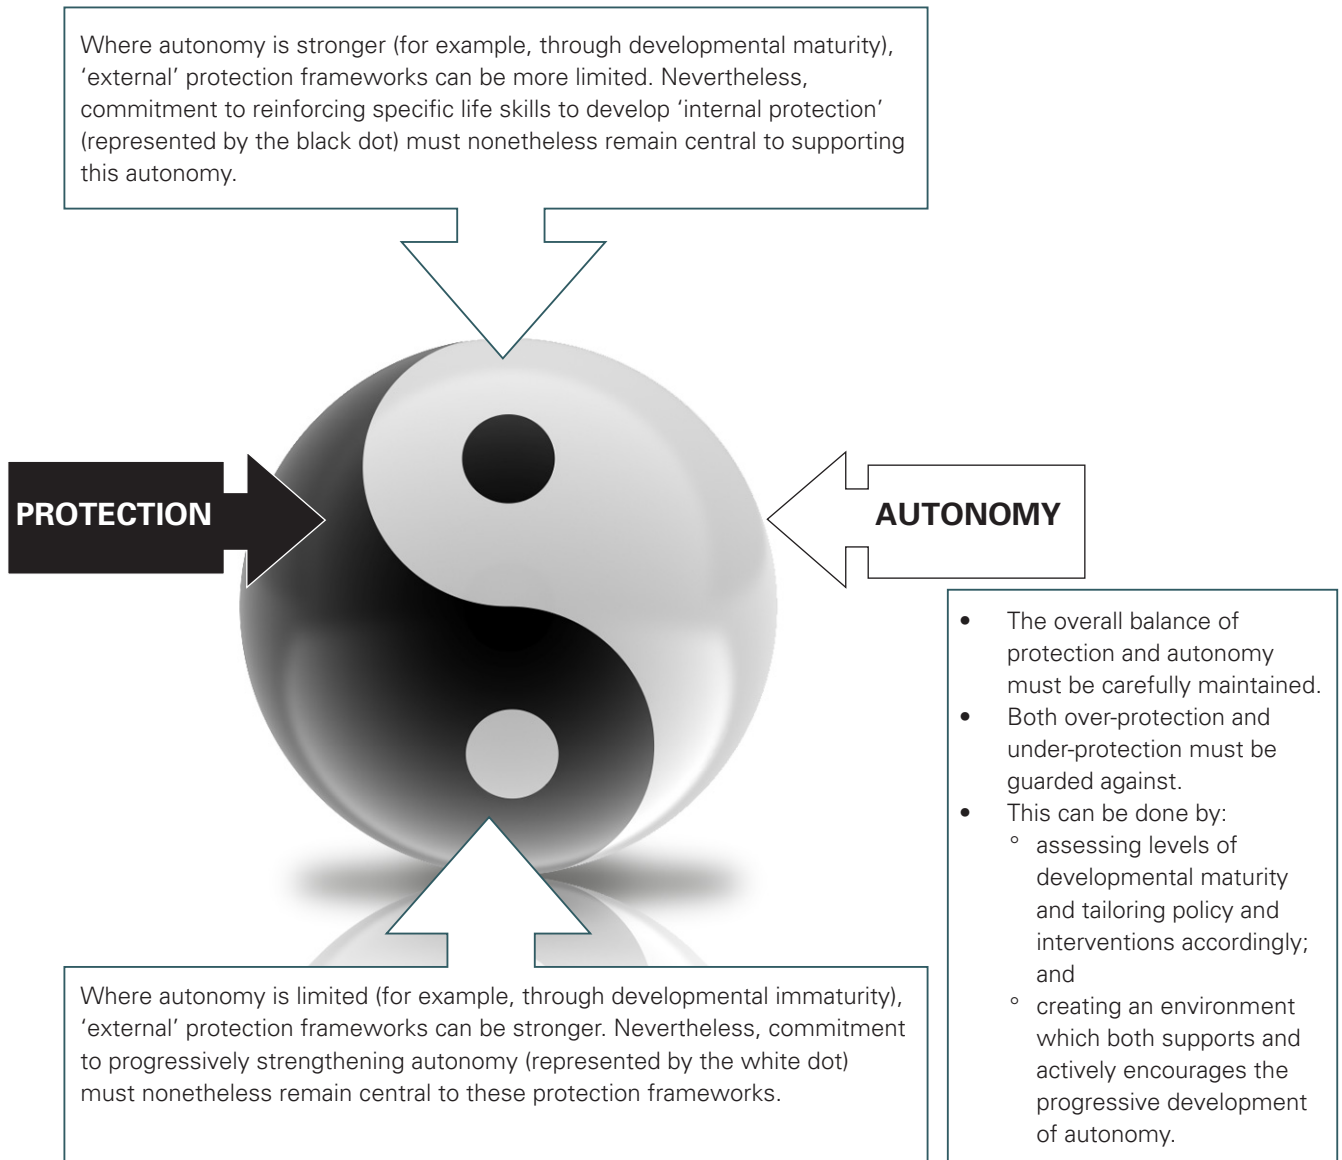 Where autonomy is stronger (for example, through developmental maturity),
‘external’ protection frameworks can be more limited. Nevertheless,
commitment to reinforcing specific life skills to develop ‘internal protection’
(represented by the black dot) must nonetheless remain central to supporting
this autonomy.
PROTECTION
AUTONOMY
• The overall balance of
protection and autonomy
must be carefully maintained.
• Both over-protection and
under-protection must be
guarded against.
• This can be done by:
° assessing levels of
developmental maturity
and tailoring policy and
interventions accordingly;
and
° creating an environment
which both supports and
actively encourages the
progressive development
of autonomy.
Where autonomy is limited (for example, through developmental immaturity),
‘external’ protection frameworks can be stronger. Nevertheless, commitment
to progressively strengthening autonomy (represented by the white dot)
must nonetheless remain central to these protection frameworks.